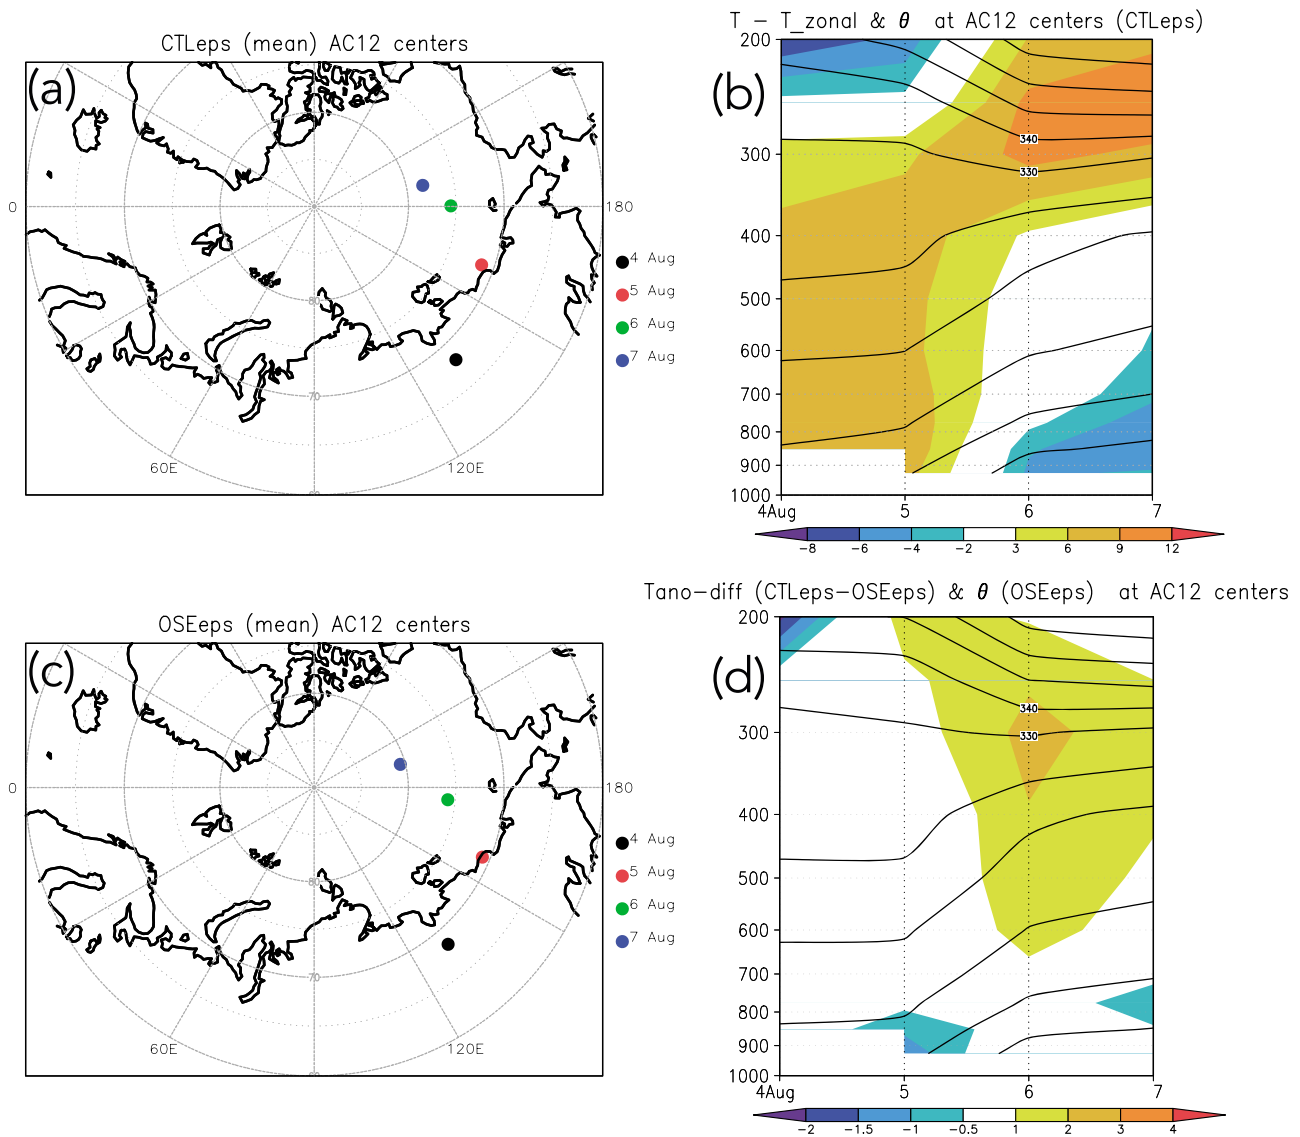 CTLeps (mean) AC12 centers
(a)
0
180
80
70
60
60E
120E
4 Aug
5 Aug
6 Aug
7 Aug
T - T_zonal & θ at AC12 centers (CTLeps)
(b)
200
300
400
500
600
700
800
900
1000
340
330
4Aug 5 6 7
-8 -6 -4 -2 3 6 9 12
OSEeps (mean) AC12 centers
(c)
0
180
80
70
60E
120E
4 Aug
5 Aug
6 Aug
7 Aug
Tano-diff (CTLeps-OSEeps) & θ (OSEeps) at AC12 centers
(d)
200
300
400
500
600
700
800
900
1000
340
330
4Aug 5 6 7
-2 -1.5 -1 -0.5 1 2 3 4